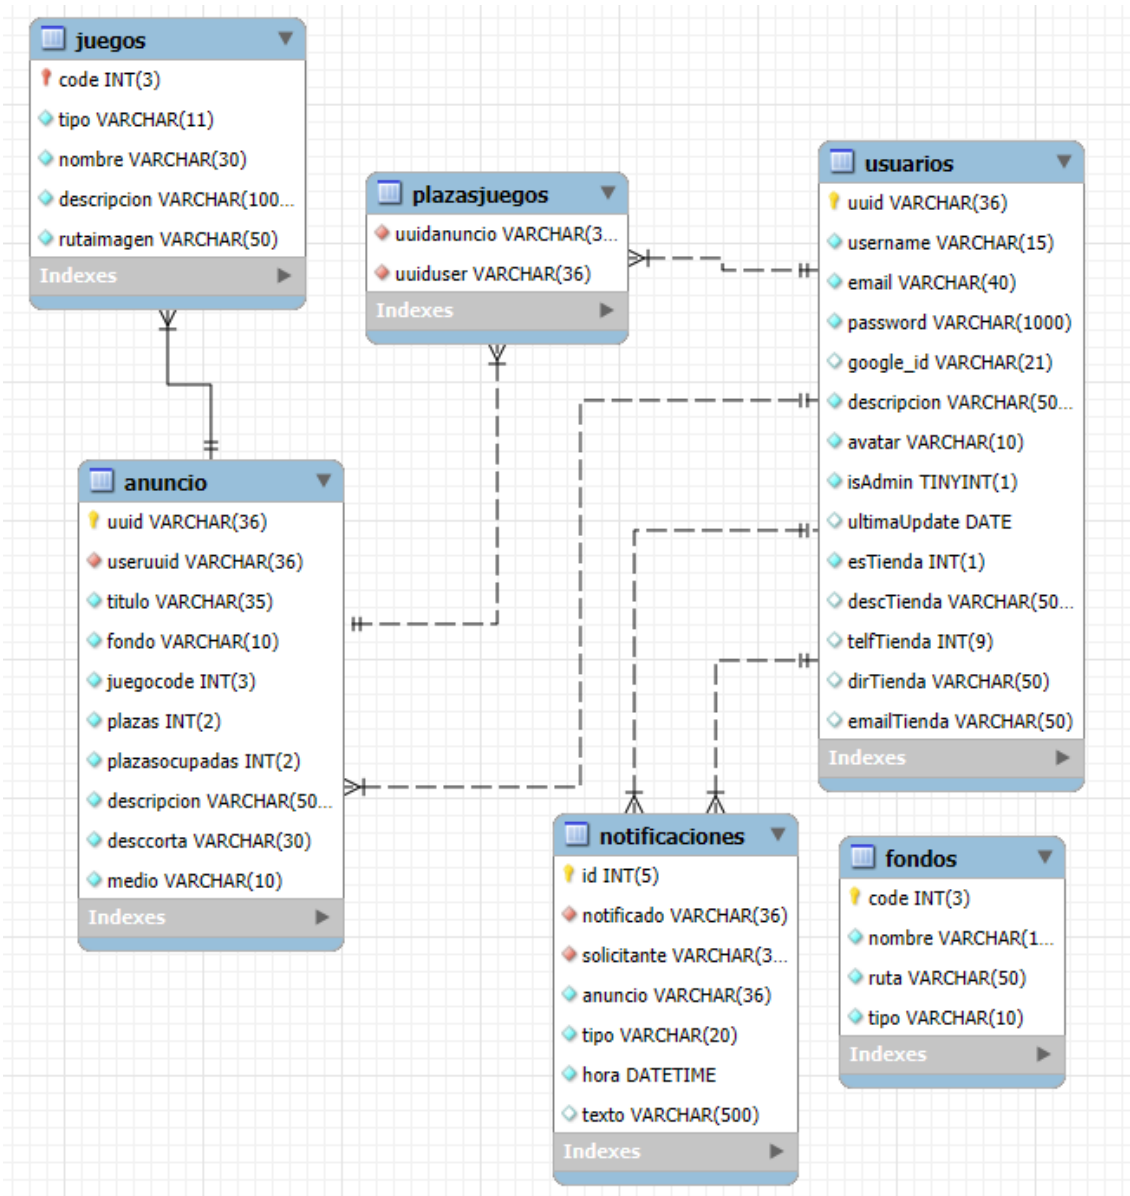 juegos
code INT(3)
tipo VARCHAR(11)
nombre VARCHAR(30)
descripcion VARCHAR(100...
rutaimagen VARCHAR(50)
Indexes
plazasjuegos
uuidanuncio VARCHAR(3...
uuiduser VARCHAR(36)
Indexes
usuarios
uuid VARCHAR(36)
username VARCHAR(15)
email VARCHAR(40)
password VARCHAR(1000)
google_id VARCHAR(21)
descripcion VARCHAR(50...
avatar VARCHAR(10)
isAdmin TINYINT(1)
ultimaUpdate DATE
esTienda INT(1)
descTienda VARCHAR(50...
telfTienda INT(9)
dirTienda VARCHAR(50)
emailTienda VARCHAR(50)
Indexes
anuncio
uuid VARCHAR(36)
useruuid VARCHAR(36)
titulo VARCHAR(35)
fondo VARCHAR(10)
juegocode INT(3)
plazas INT(2)
plazasocupadas INT(2)
descripcion VARCHAR(50...
desccorta VARCHAR(30)
medio VARCHAR(10)
Indexes
notificaciones
id INT(5)
notificado VARCHAR(36)
solicitante VARCHAR(3...
anuncio VARCHAR(36)
tipo VARCHAR(20)
hora DATETIME
texto VARCHAR(500)
Indexes
fondos
code INT(3)
nombre VARCHAR(1...
ruta VARCHAR(50)
tipo VARCHAR(10)
Indexes